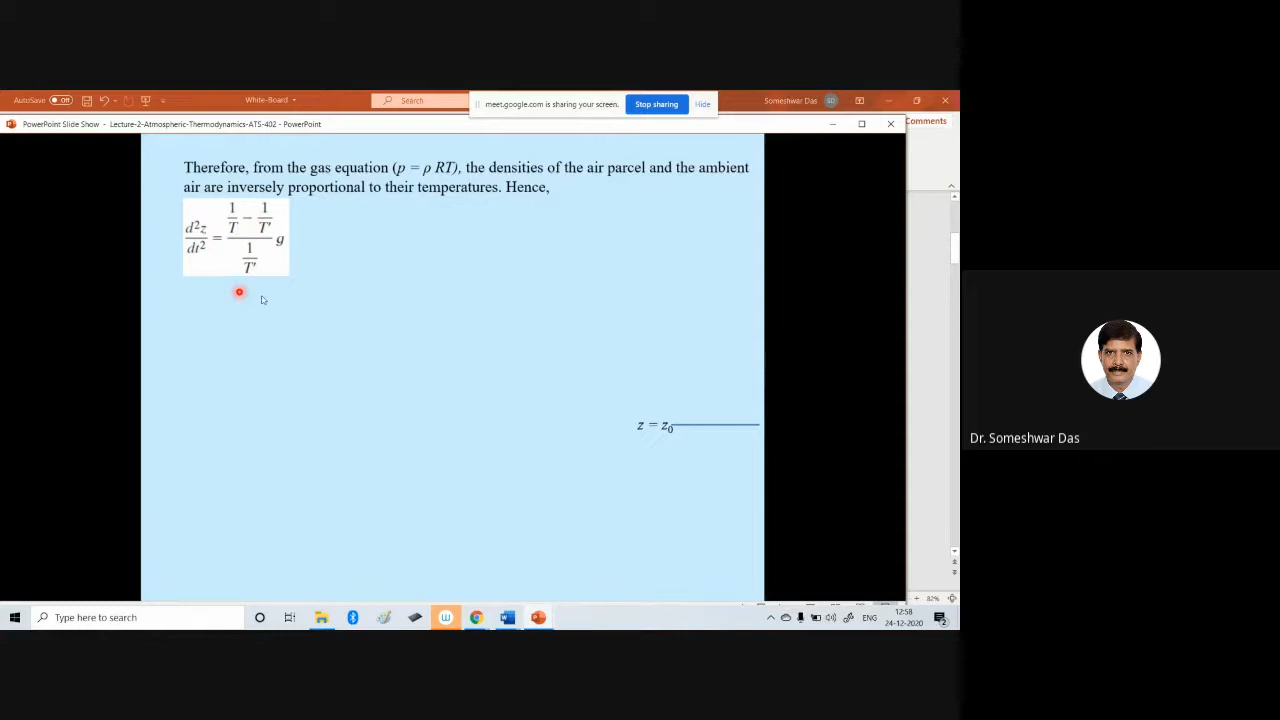 AutoSave Off
White-Board
Search
meet.google.com is sharing your screen.
Stop sharing
Hide
Someshwar Das
SD
PowerPoint Slide Show - Lecture-2-Atmospheric-Thermodynamics-ATS-402 - PowerPoint
Comments
Therefore, from the gas equation (p = ρ RT), the densities of the air parcel and the ambient
air are inversely proportional to their temperatures. Hence,
d²z/dt² = (1/T − 1/T′)/(1/T′) g
z = z₀
Dr. Someshwar Das
82%
Type here to search
W
ENG
12:58
24-12-2020
2